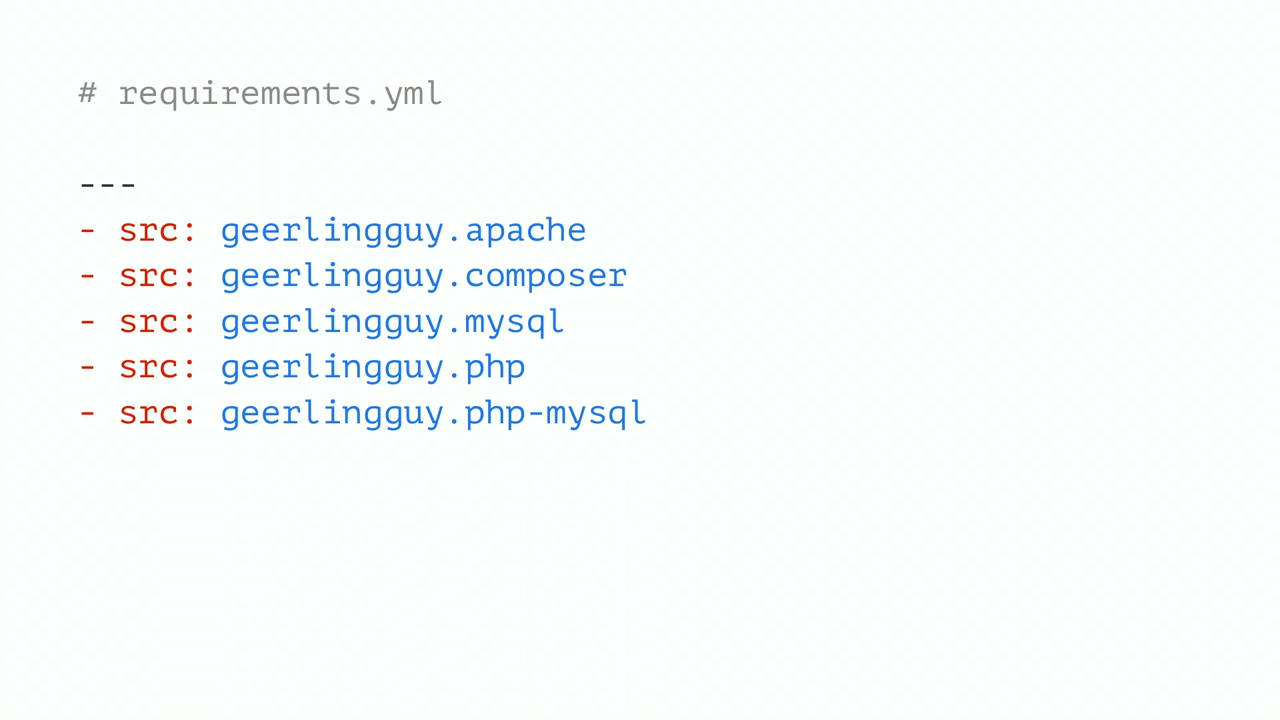 # requirements.yml
---
- src: geerlingguy.apache
- src: geerlingguy.composer
- src: geerlingguy.mysql
- src: geerlingguy.php
- src: geerlingguy.php-mysql